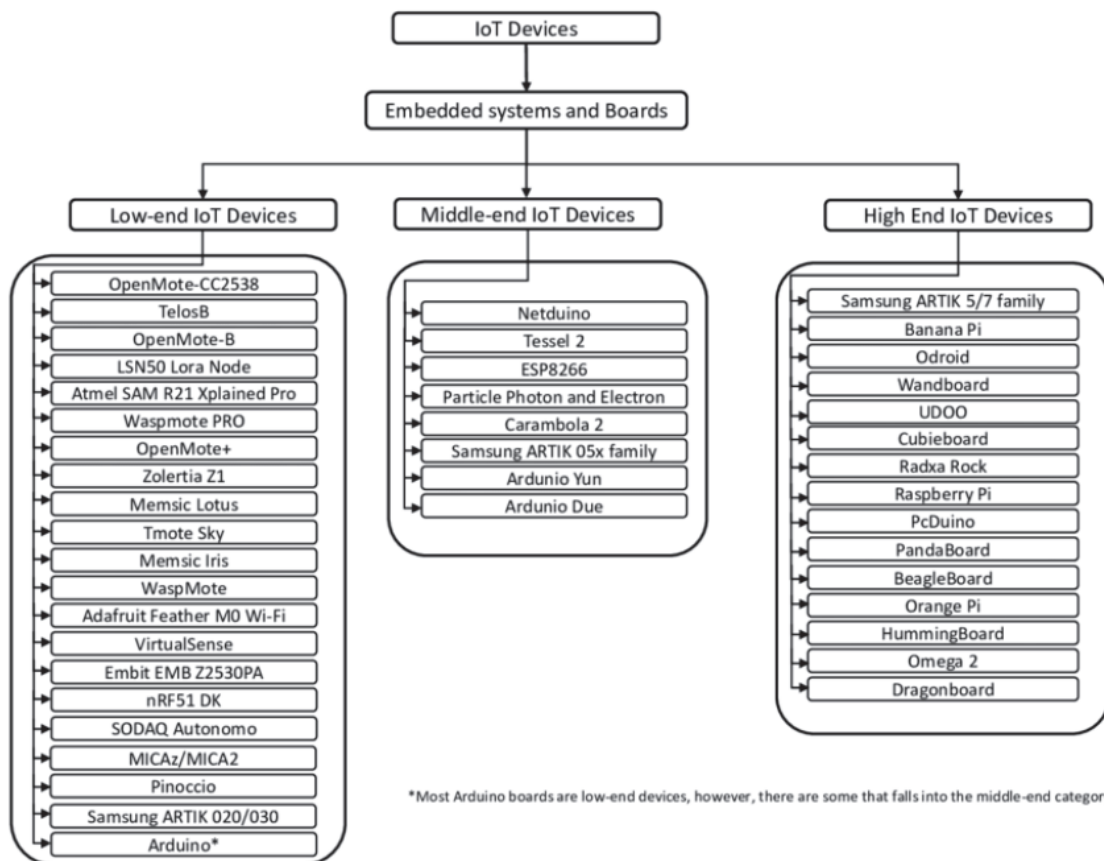 IoT Devices
Embedded systems and Boards
Low-end IoT Devices
OpenMote-CC2538
TelosB
OpenMote-B
LSN50 Lora Node
Atmel SAM R21 Xplained Pro
Waspmote PRO
OpenMote+
Zolertia Z1
Memsic Lotus
Tmote Sky
Memsic Iris
WaspMote
Adafruit Feather M0 Wi-Fi
VirtualSense
Embit EMB Z2530PA
nRF51 DK
SODAQ Autonomo
MICAz/MICA2
Pinoccio
Samsung ARTIK 020/030
Arduino*
Middle-end IoT Devices
Netduino
Tessel 2
ESP8266
Particle Photon and Electron
Carambola 2
Samsung ARTIK 05x family
Ardunio Yun
Ardunio Due
High End IoT Devices
Samsung ARTIK 5/7 family
Banana Pi
Odroid
Wandboard
UDOO
Cubieboard
Radxa Rock
Raspberry Pi
PcDuino
PandaBoard
BeagleBoard
Orange Pi
HummingBoard
Omega 2
Dragonboard
*Most Arduino boards are low-end devices, however, there are some that falls into the middle-end categor